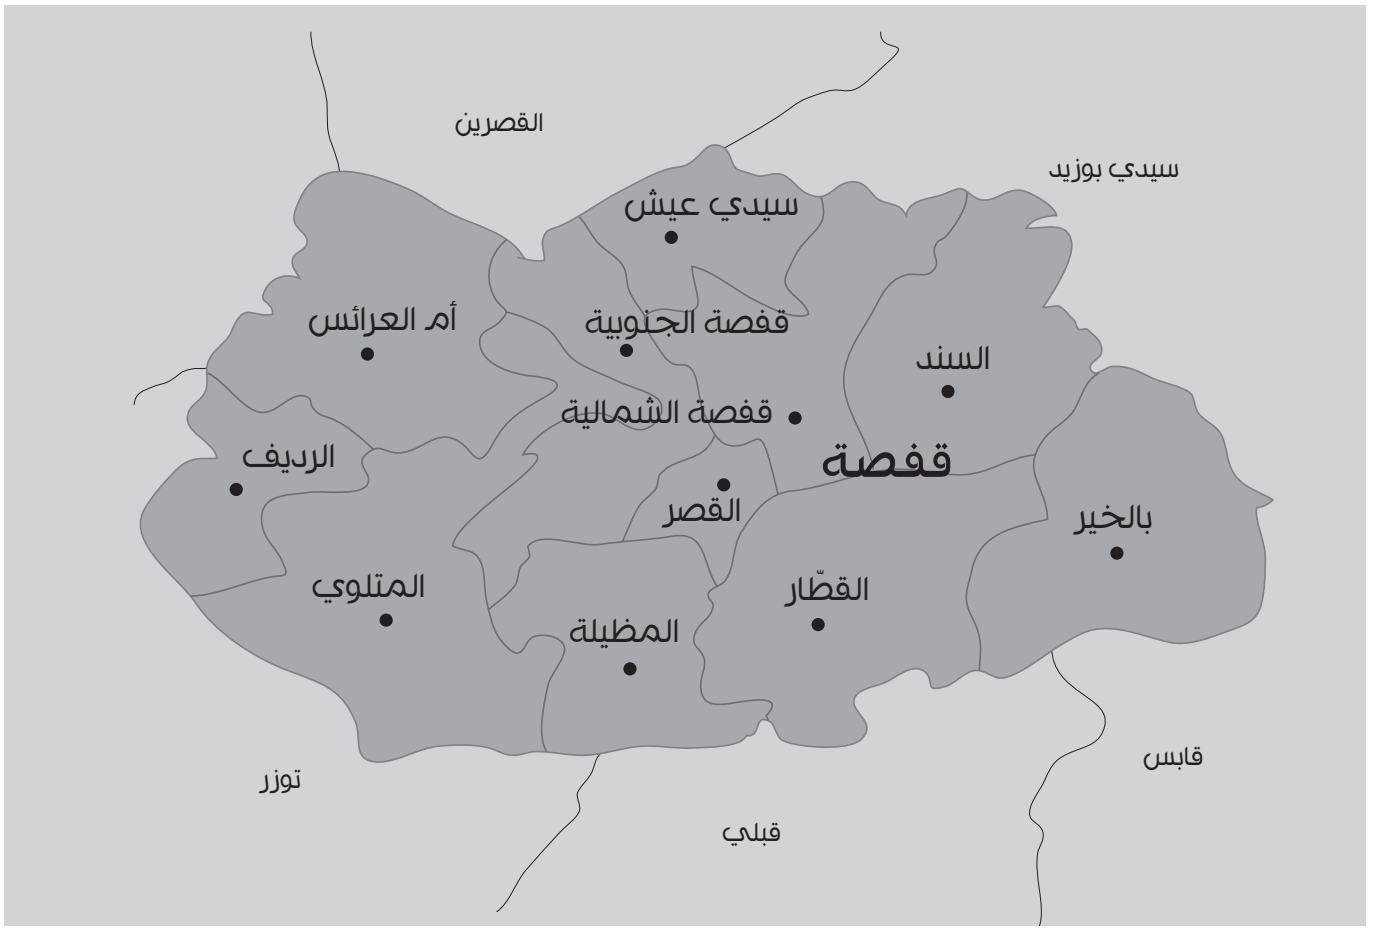 القصرين
سيدي بوزيد
سيدي عيش
أم العرائس
قفصة الجنوبية
السند
قفصة الشمالية
الرديف
قفصة
القصر
بالخير
المتلوي
القطّار
المظيلة
قابس
توزر
قبلي